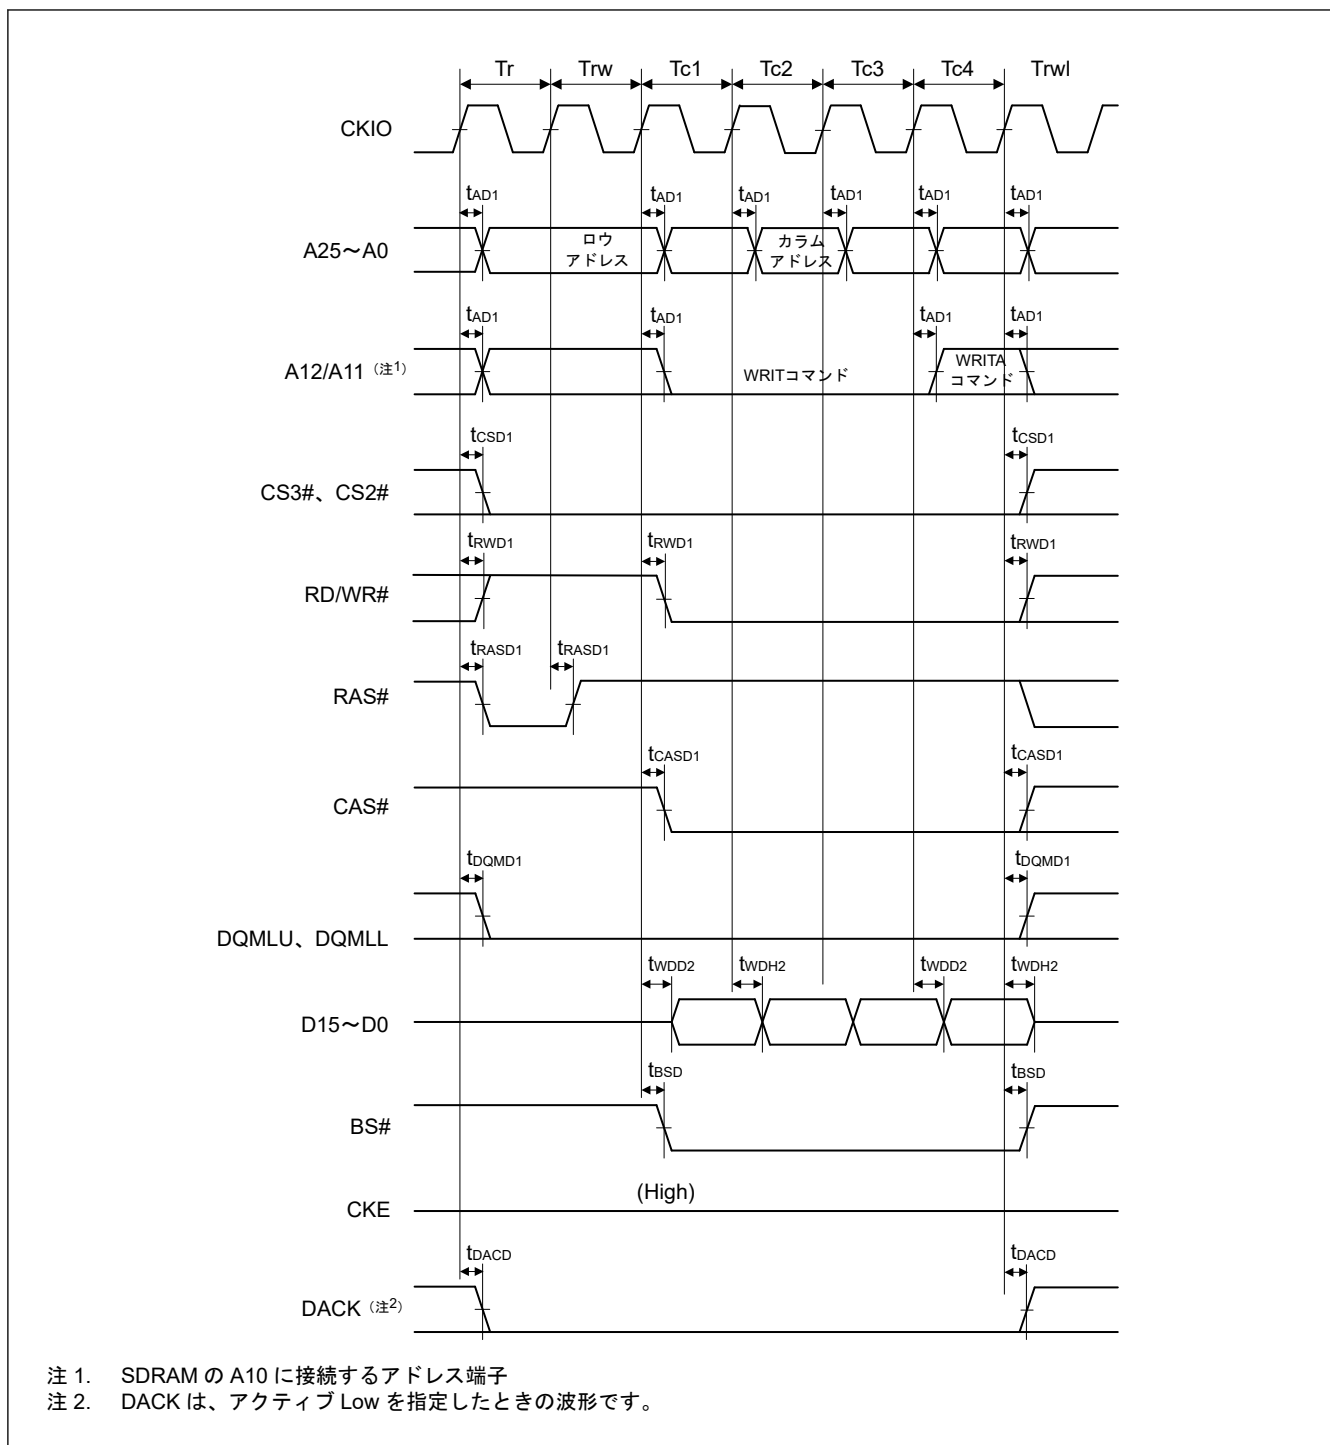 Tr Trw Tc1 Tc2 Tc3 Tc4 Trwl
CKIO
tAD1 tAD1 tAD1 tAD1 tAD1 tAD1
A25～A0
ロウ
アドレス
カラム
アドレス
tAD1 tAD1 tAD1 tAD1
A12/A11（注1）
WRITコマンド
WRITA
コマンド
tCSD1 tCSD1
CS3#、CS2#
tRWD1 tRWD1 tRWD1
RD/WR#
tRASD1 tRASD1
RAS#
tCASD1 tCASD1
CAS#
tDQMD1 tDQMD1
DQMLU、DQMLL
tWDD2 tWDH2 tWDD2 tWDH2
D15～D0
tBSD tBSD
BS#
(High)
CKE
tDACD tDACD
DACK（注2）
注 1. SDRAM の A10 に接続するアドレス端子
注 2. DACK は、アクティブ Low を指定したときの波形です。